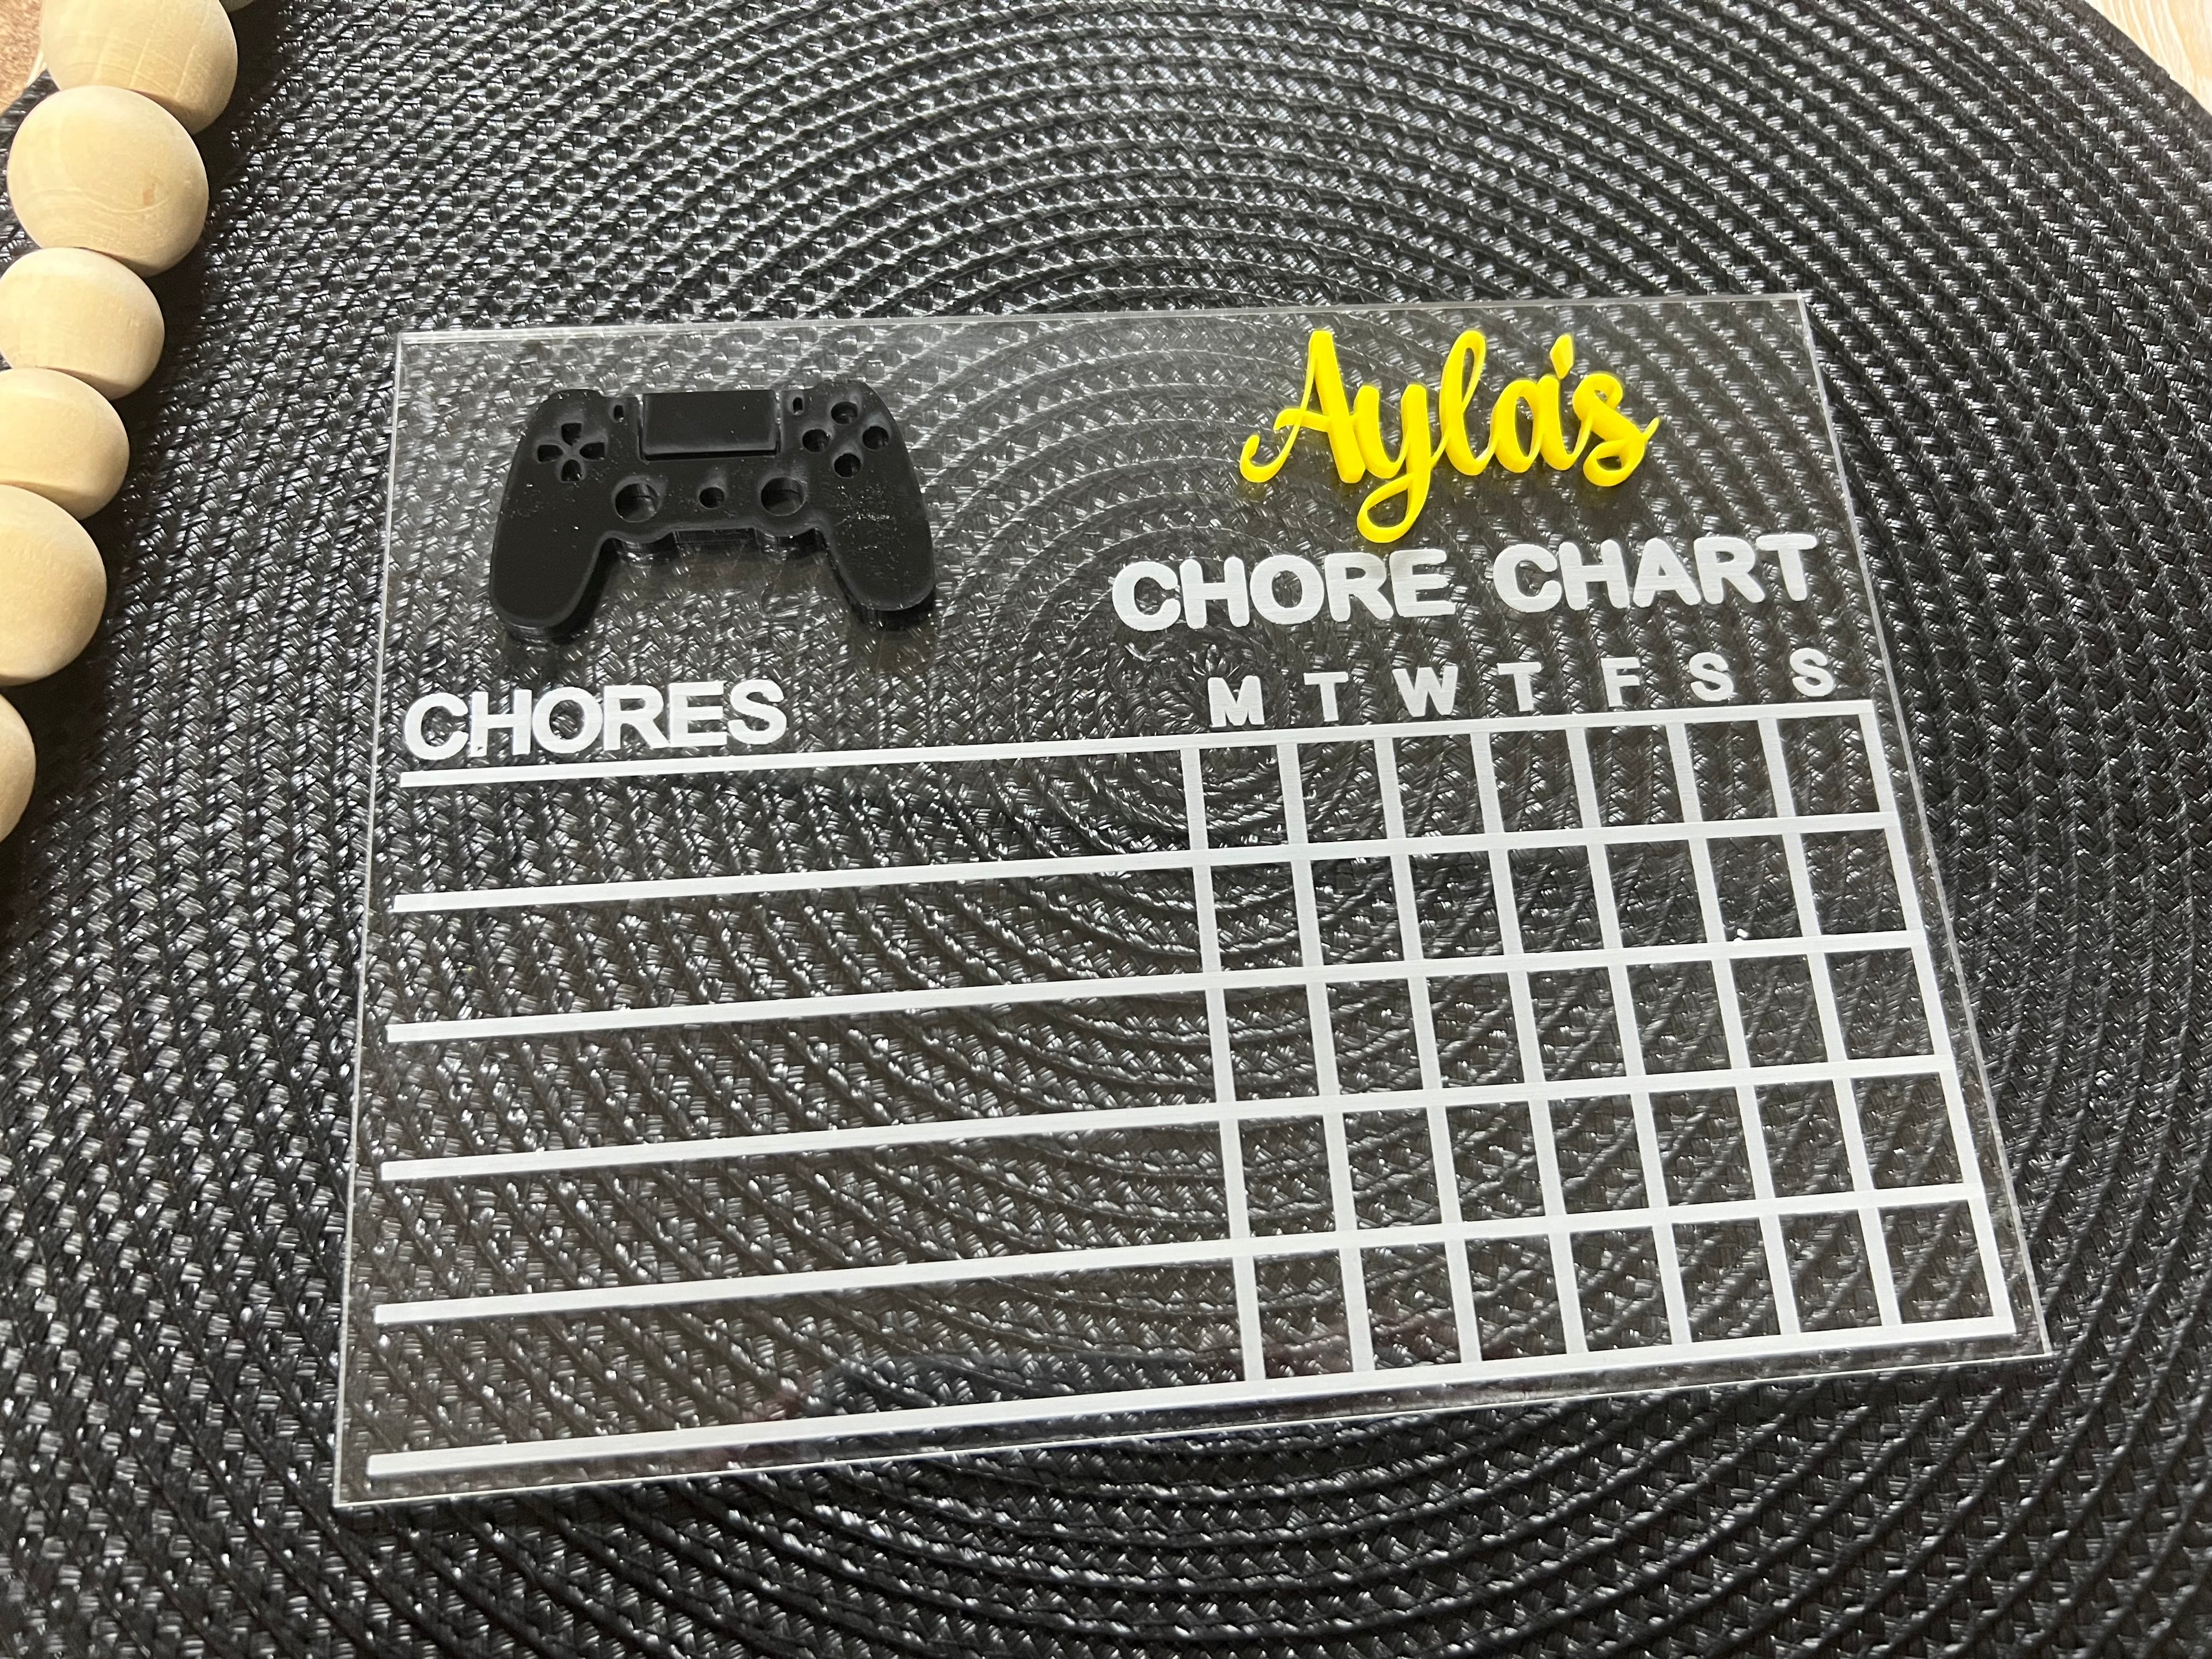 Ayla's
CHORE CHART
CHORES
M T W T F S S